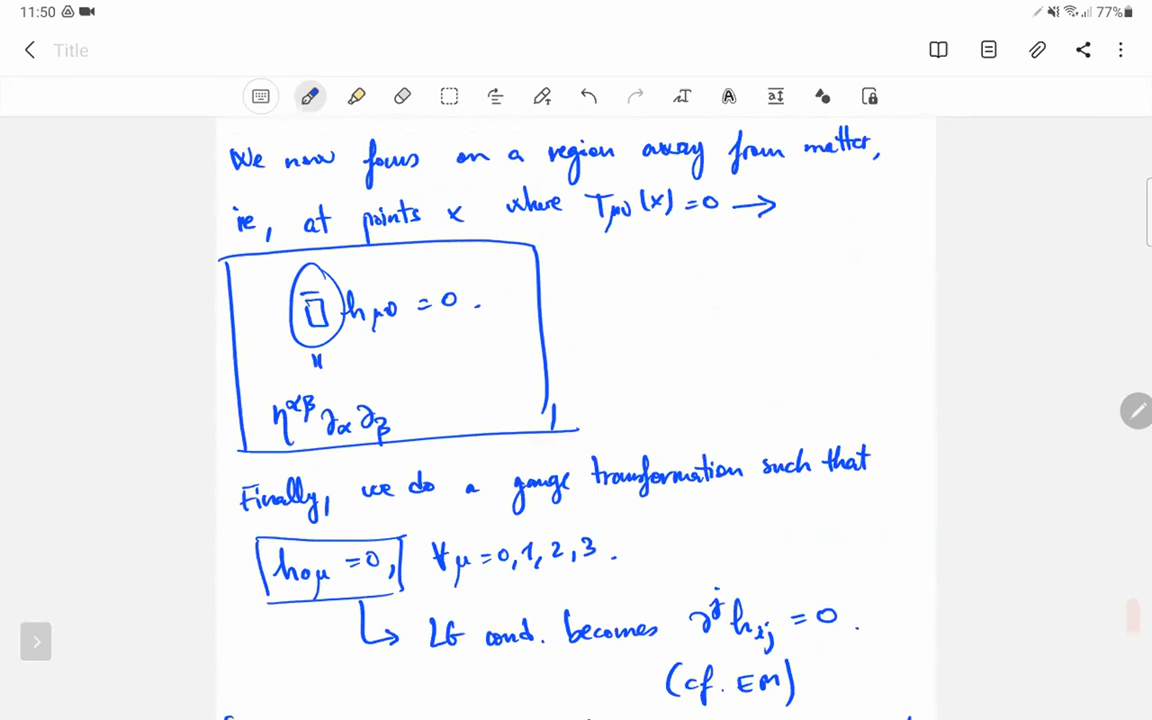 11:50
77%
Title
We now focus on a region away from matter,
ie, at points x where Tμν(x) = 0 →
□̄ hμν = 0 .
η^αβ ∂α ∂β
Finally, we do a gauge transformation such that
h0μ = 0, ∀μ = 0, 1, 2, 3 .
↳ LG cond. becomes ∂^j hij = 0 .
(cf. EM)